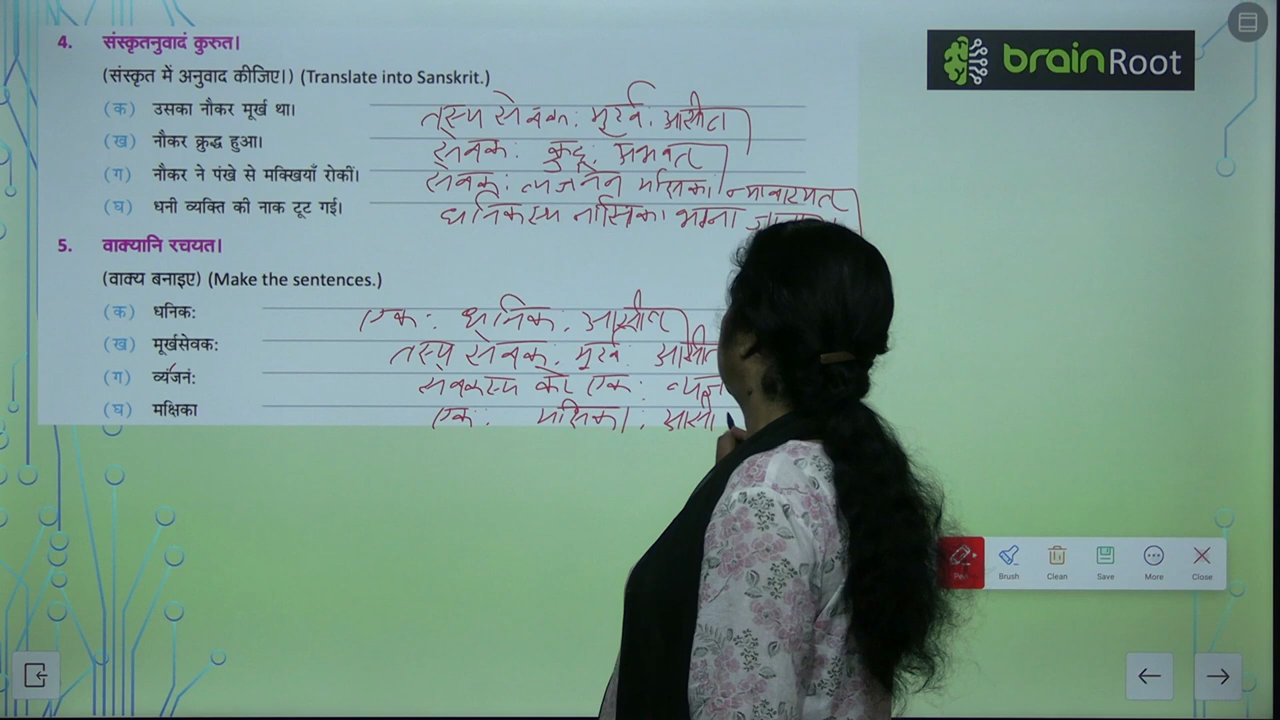 brainRoot
4. संस्कृतनुवादं कुरुत।
(संस्कृत में अनुवाद कीजिए।) (Translate into Sanskrit.)
(क) उसका नौकर मूर्ख था। तस्य सेवकः मूर्खः आसीत्।
(ख) नौकर क्रुद्ध हुआ। सेवकः क्रुद्धः अभवत्।
(ग) नौकर ने पंखे से मक्खियाँ रोकीं। सेवकः व्यजनेन मक्षिका न्यवारयत्
(घ) धनी व्यक्ति की नाक टूट गई। धनिकस्य नासिका भग्ना
5. वाक्यानि रचयत।
(वाक्य बनाइए) (Make the sentences.)
(क) धनिक: एकः धनिकः आसीत्।
(ख) मूर्खसेवक: तस्य सेवकः मूर्खः आसीत्
(ग) व्यंजनं: सेवकस्य एकः
(घ) मक्षिका एकः मक्षिका
Pen
Brush
Clean
Save
More
Close